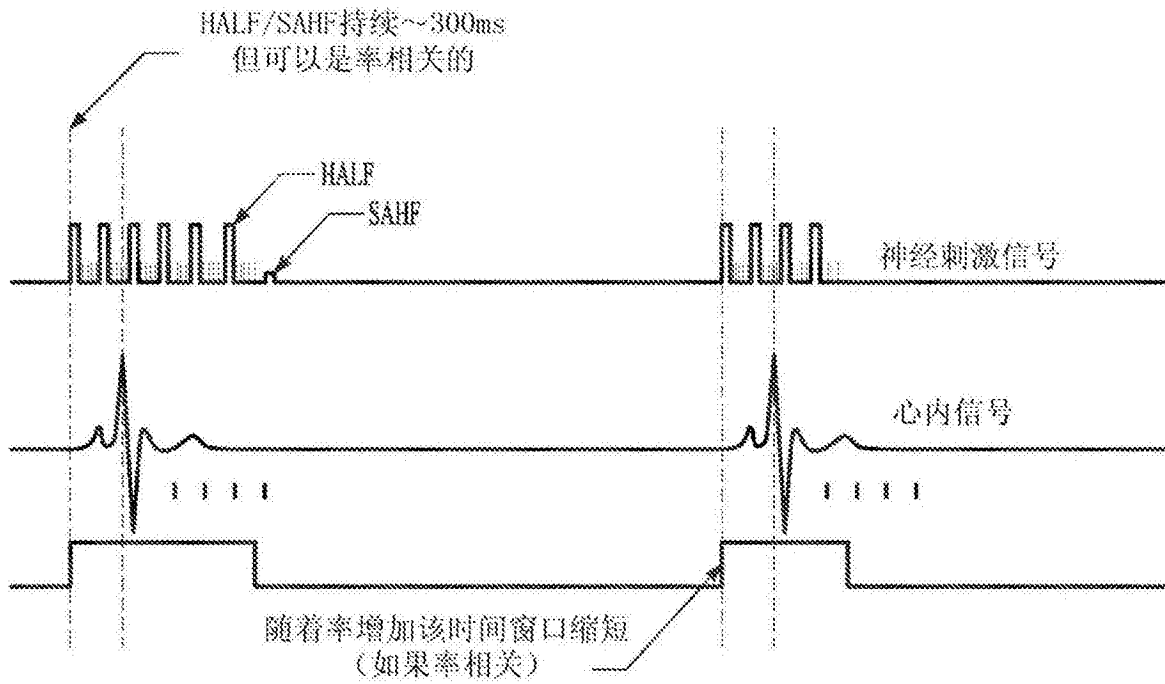 HALF/SAHF持续～300ms
但可以是率相关的
HALF
SAHF
神经刺激信号
心内信号
随着率增加该时间窗口缩短
（如果率相关）